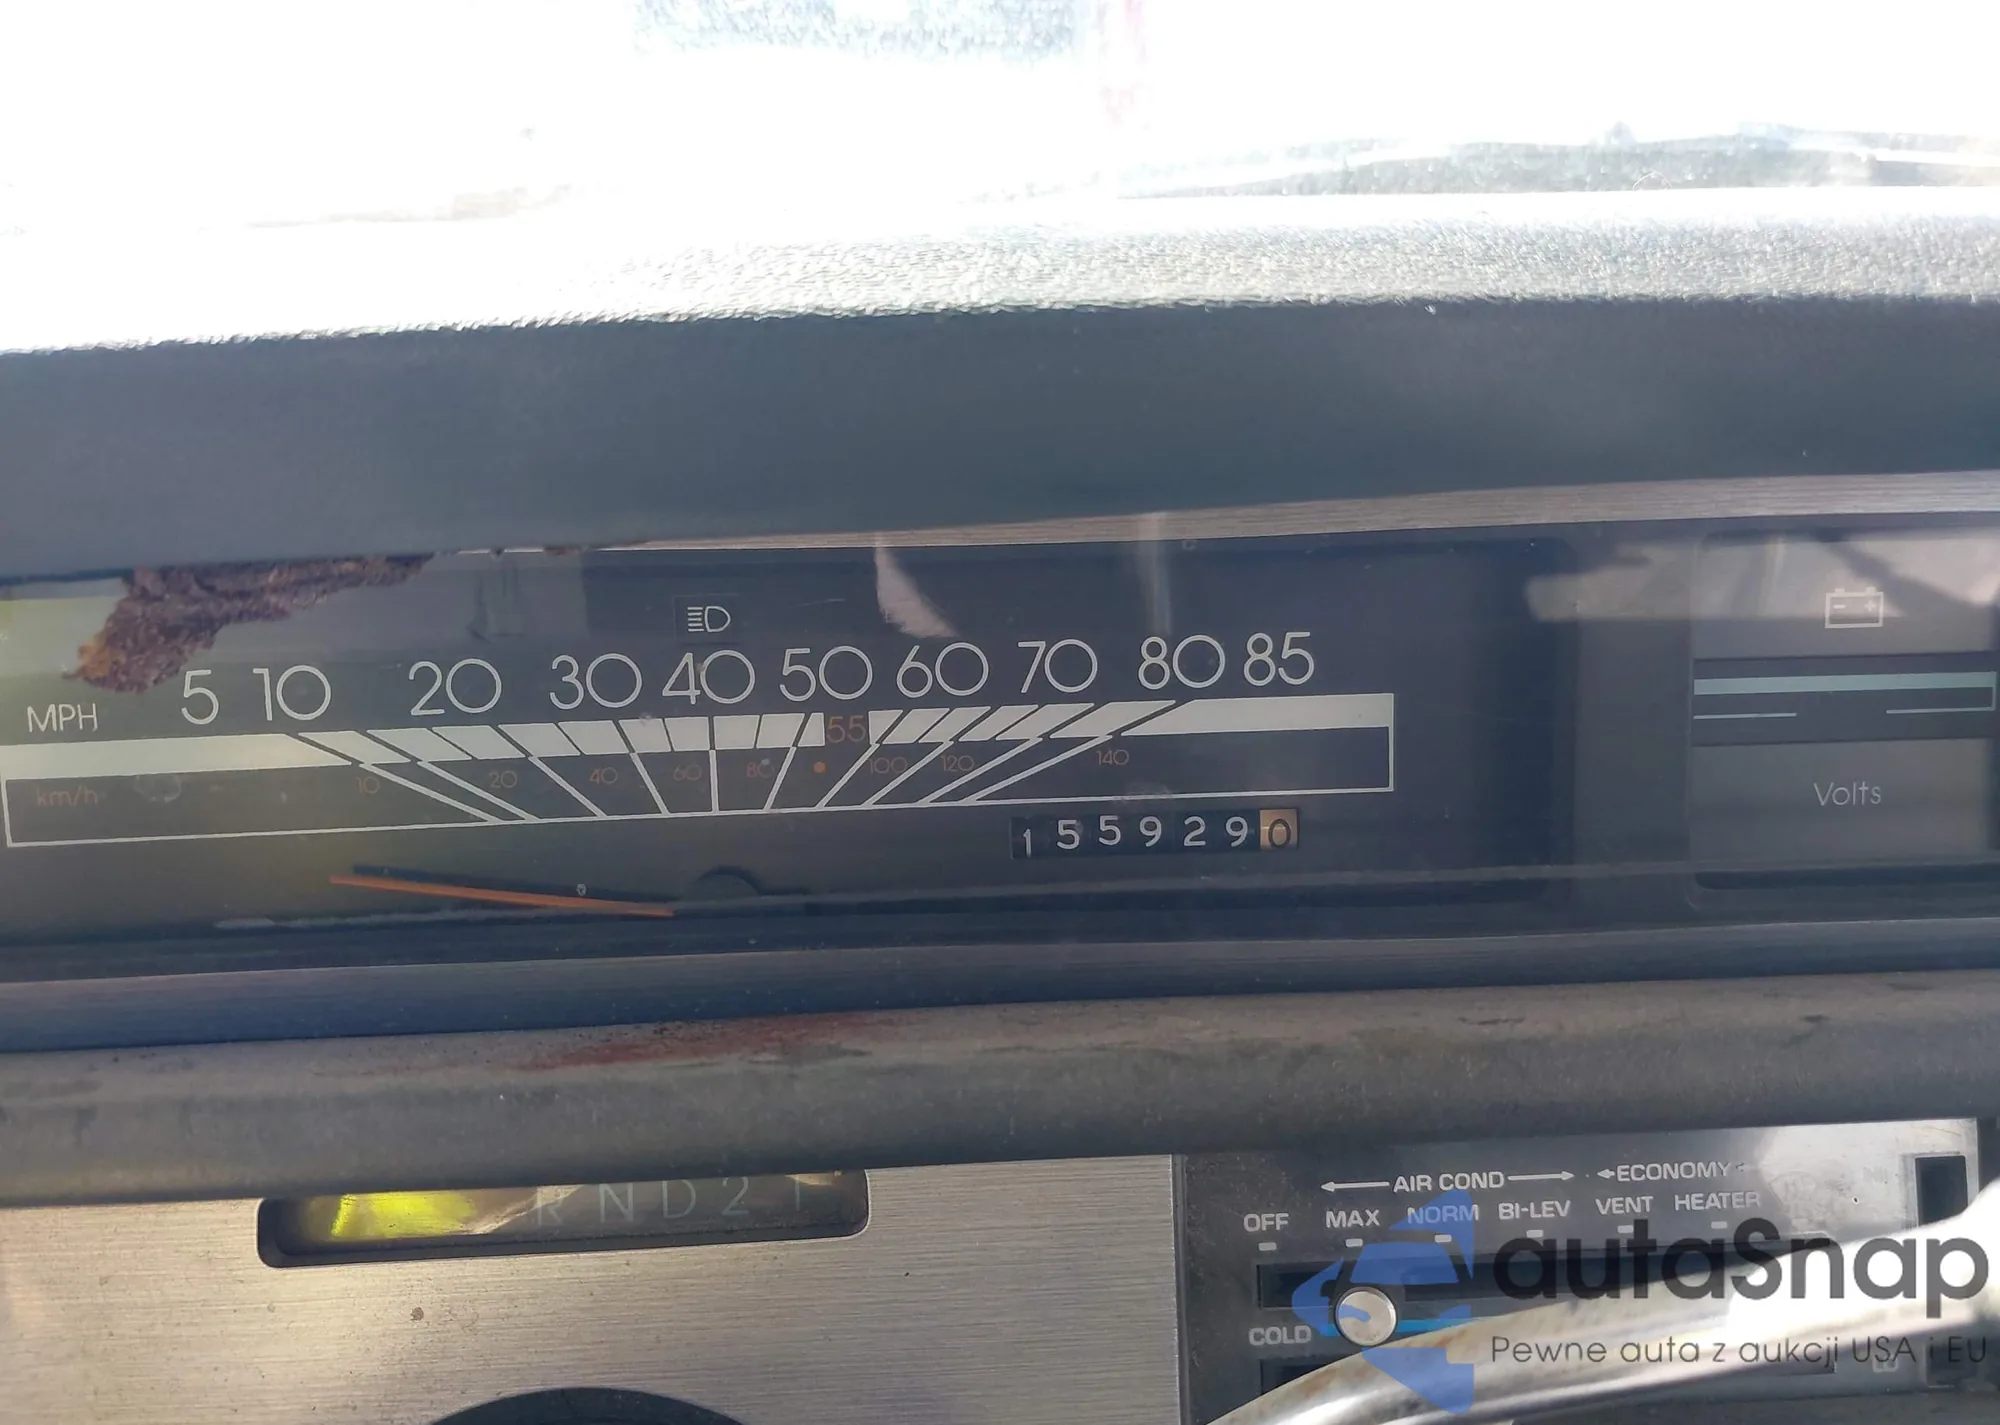 5 10 20 30 40 50 60 70 80 85
MPH
55
km/h 10 20 40 60 80 100 120 140
1559290
Volts
R N D 2 1
AIR COND ECONOMY
OFF MAX NORM BI-LEV VENT HEATER
COLD
autaSnap
Pewne auta z aukcji USA i EU